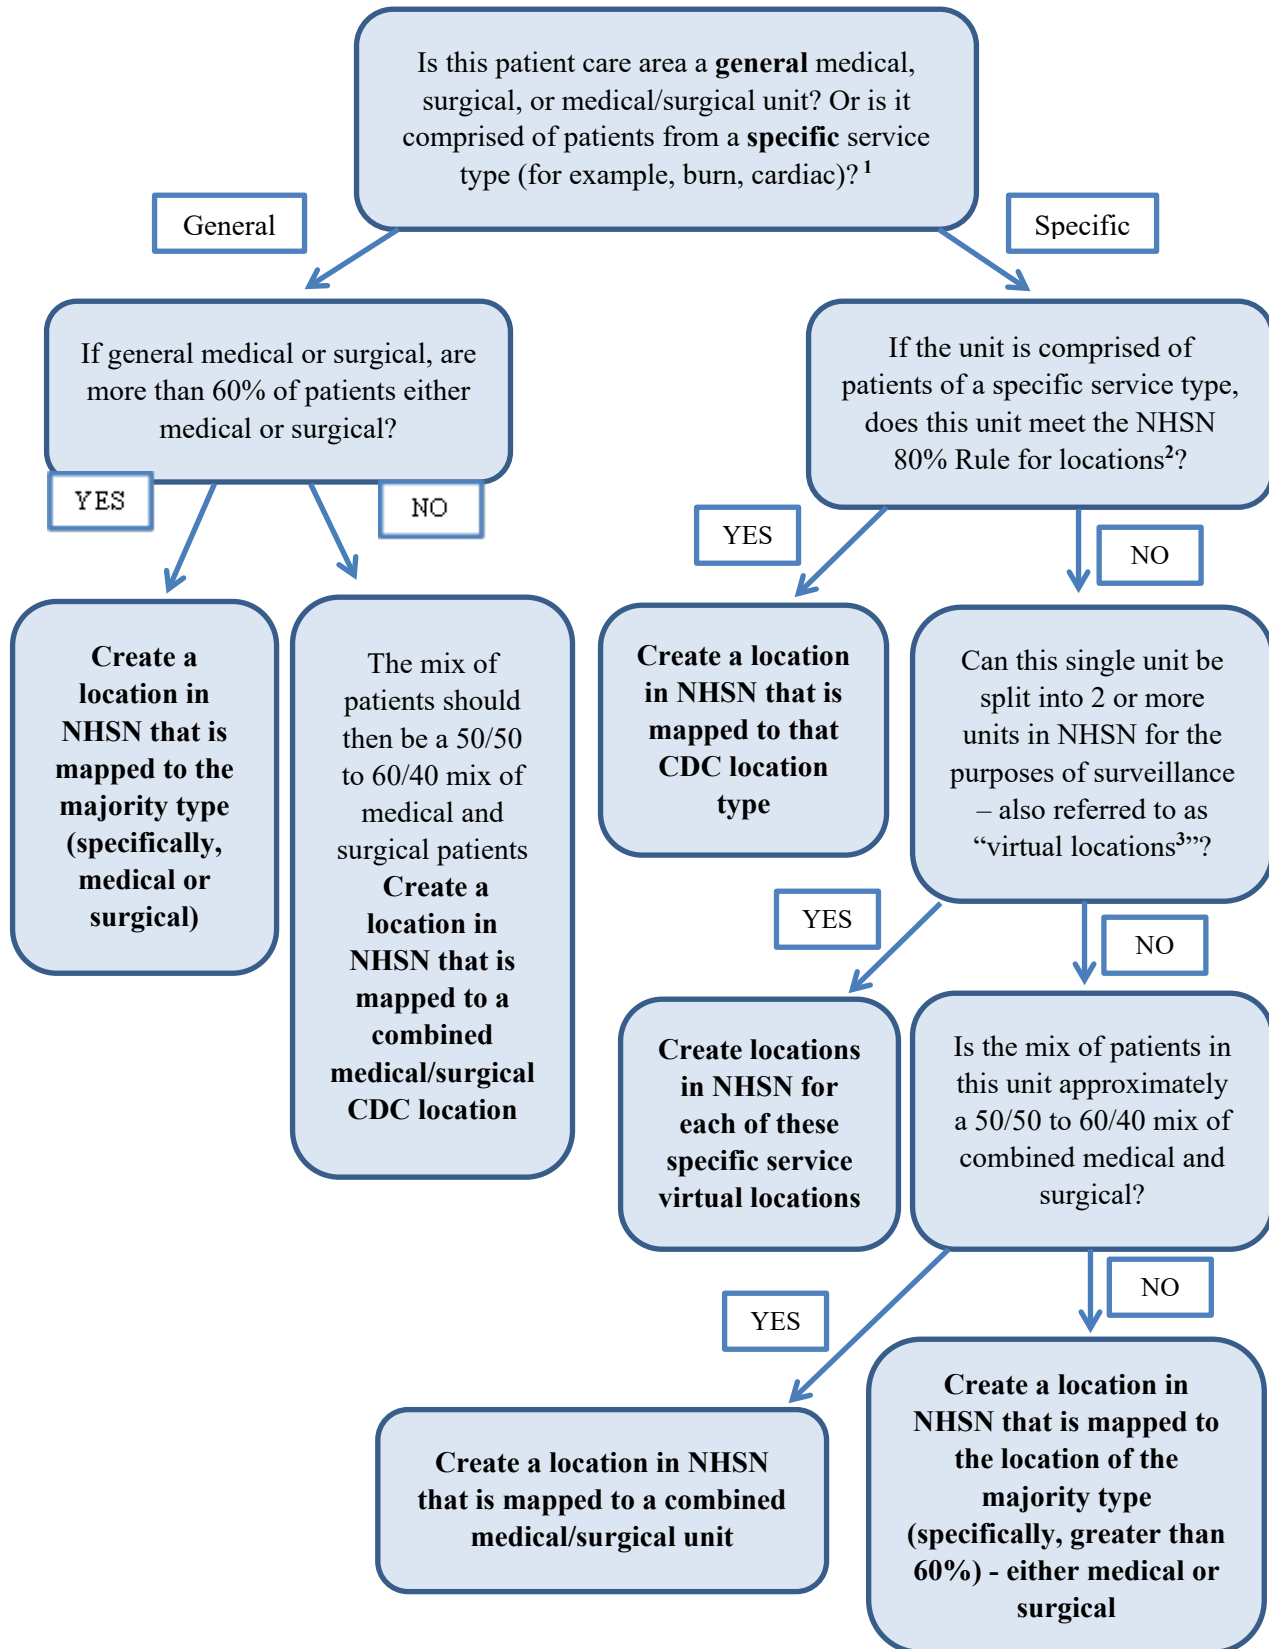 Is this patient care area a general medical,
surgical, or medical/surgical unit? Or is it
comprised of patients from a specific service
type (for example, burn, cardiac)? 1
General
Specific
If general medical or surgical, are
more than 60% of patients either
medical or surgical?
If the unit is comprised of
patients of a specific service type,
does this unit meet the NHSN
80% Rule for locations2?
YES
NO
YES
NO
Create a
location in
NHSN that is
mapped to the
majority type
(specifically,
medical or
surgical)
The mix of
patients should
then be a 50/50
to 60/40 mix of
medical and
surgical patients
Create a
location in
NHSN that is
mapped to a
combined
medical/surgical
CDC location
Create a location
in NHSN that is
mapped to that
CDC location
type
Can this single unit be
split into 2 or more
units in NHSN for the
purposes of surveillance
– also referred to as
“virtual locations3”?
YES
NO
Create locations
in NHSN for
each of these
specific service
virtual locations
Is the mix of patients in
this unit approximately
a 50/50 to 60/40 mix of
combined medical and
surgical?
YES
NO
Create a location in NHSN
that is mapped to a combined
medical/surgical unit
Create a location in
NHSN that is mapped to
the location of the
majority type
(specifically, greater than
60%) - either medical or
surgical